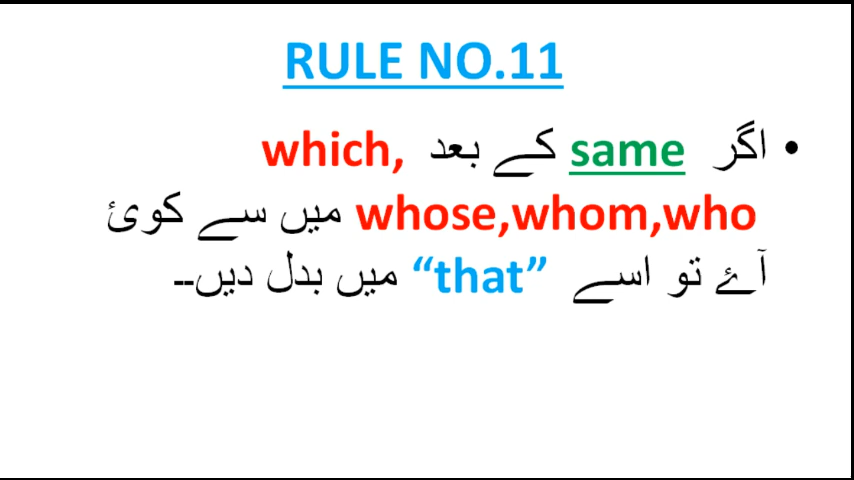 RULE NO.11
• اگر same کے بعد which,
whose,whom,who میں سے کوئ
آۓ تو اسے “that” میں بدل دیں۔۔